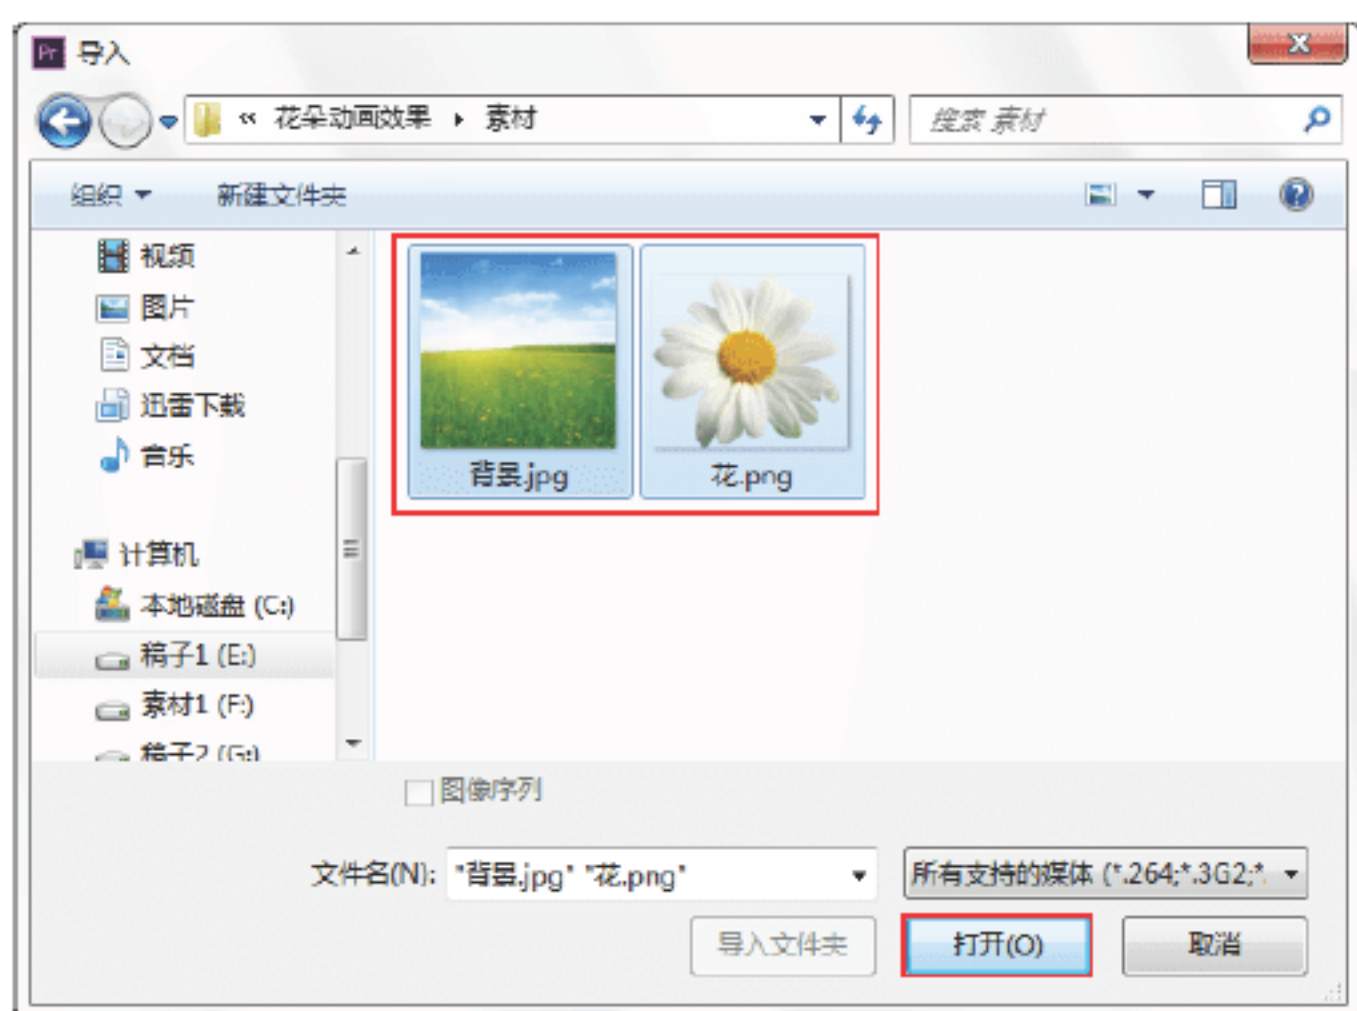 Pr 导入
« 花朵动画效果 ▸ 素材
搜索 素材
组织 新建文件夹
视频
图片
文档
迅雷下载
音乐
计算机
本地磁盘 (C:)
稿子1 (E:)
素材1 (F:)
稿子2 (G:)
背景.jpg
花.png
图像序列
文件名(N): "背景.jpg" "花.png"
所有支持的媒体 (*.264;*.3G2;*.
导入文件夹 打开(O) 取消